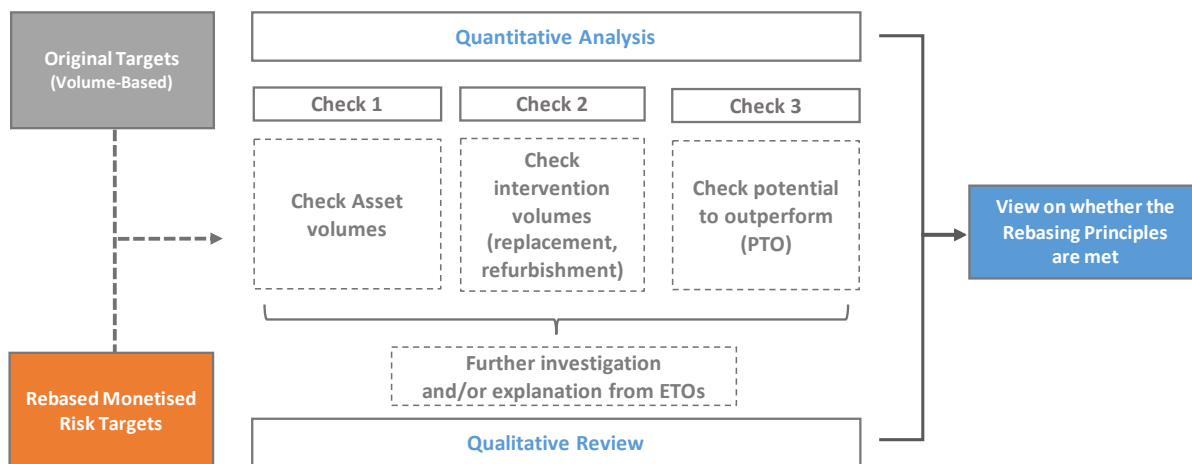 Original Targets
(Volume-Based)
Quantitative Analysis
Check 1
Check 2
Check 3
Check Asset
volumes
Check
intervention
volumes
(replacement,
refurbishment)
Check potential
to outperform
(PTO)
View on whether the
Rebasing Principles
are met
Further investigation
and/or explanation from ETOs
Rebased Monetised
Risk Targets
Qualitative Review